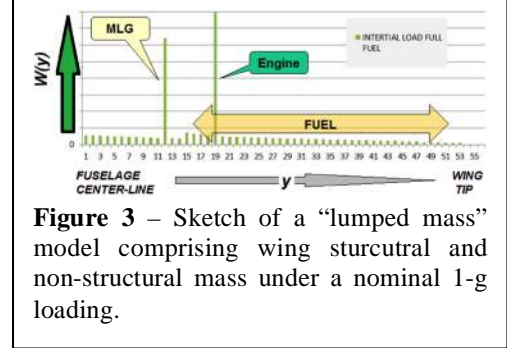 MLG
INTERTIAL LOAD FULL
FUEL
Engine
W(y)
FUEL
0
1 3 5 7 9 11 13 15 17 19 21 23 25 27 29 31 33 35 37 39 41 43 45 47 49 51 53 55
FUSELAGE
CENTER-LINE
y
WING
TIP
Figure 3 – Sketch of a “lumped mass”
model comprising wing sturcutral and
non-structural mass under a nominal 1-g
loading.